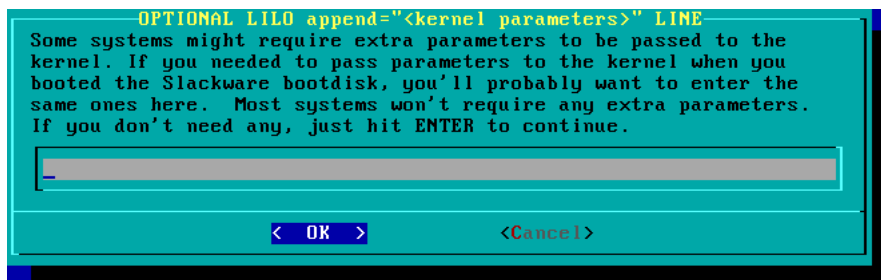 OPTIONAL LILO append="<kernel parameters>" LINE
Some systems might require extra parameters to be passed to the
kernel. If you needed to pass parameters to the kernel when you
booted the Slackware bootdisk, you'll probably want to enter the
same ones here.  Most systems won't require any extra parameters.
If you don't need any, just hit ENTER to continue.
<  OK  > <Cancel>